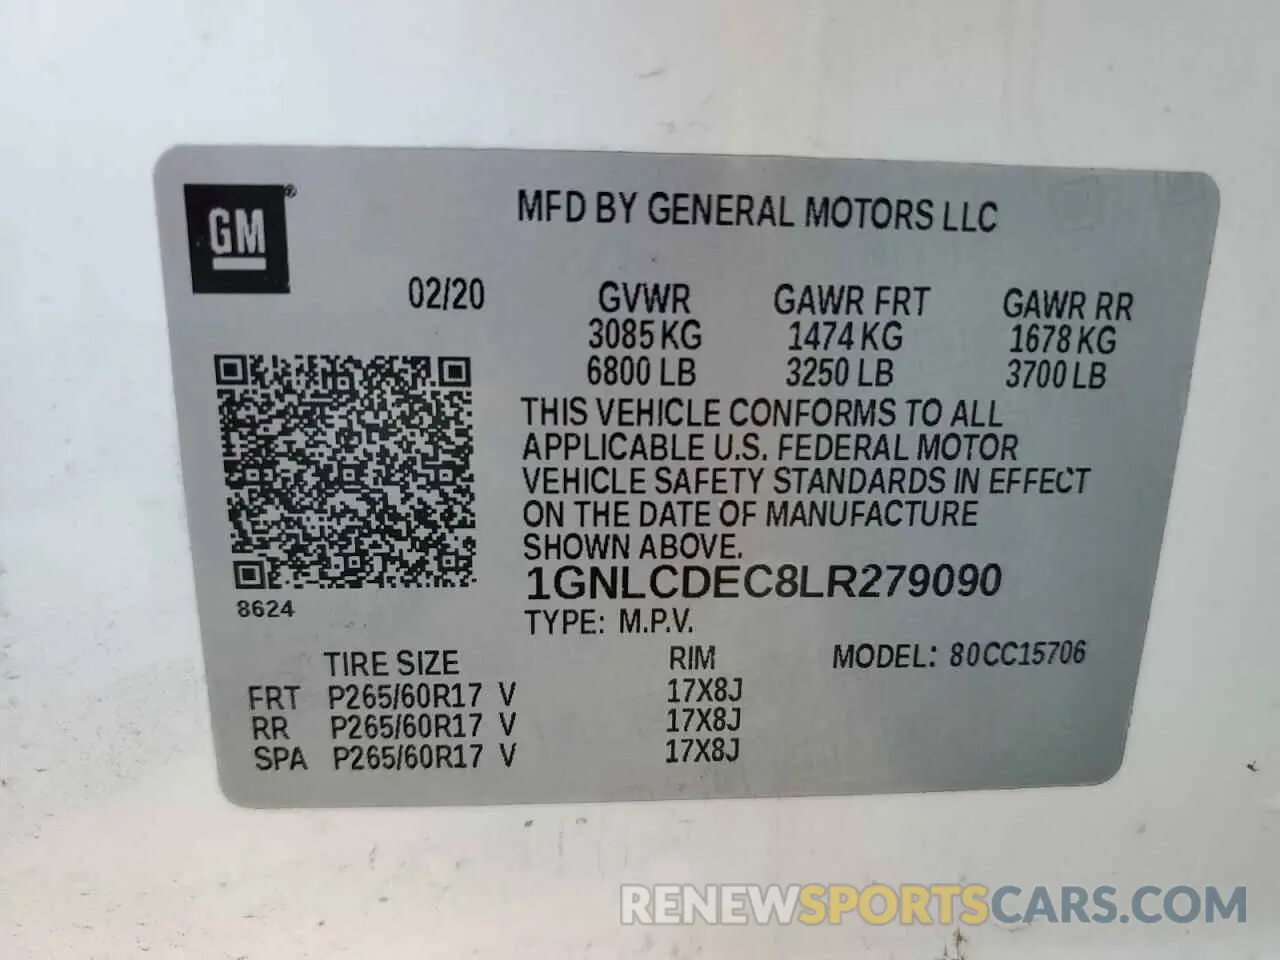 GM ®
MFD BY GENERAL MOTORS LLC
02/20 GVWR GAWR FRT GAWR RR
3085 KG 1474 KG 1678 KG
6800 LB 3250 LB 3700 LB
THIS VEHICLE CONFORMS TO ALL
APPLICABLE U.S. FEDERAL MOTOR
VEHICLE SAFETY STANDARDS IN EFFECT
ON THE DATE OF MANUFACTURE
SHOWN ABOVE.
1GNLCDEC8LR279090
8624
TYPE: M.P.V.
TIRE SIZE RIM MODEL: 80CC15706
FRT P265/60R17 V 17X8J
RR P265/60R17 V 17X8J
SPA P265/60R17 V 17X8J
RENEWSPORTSCARS.COM